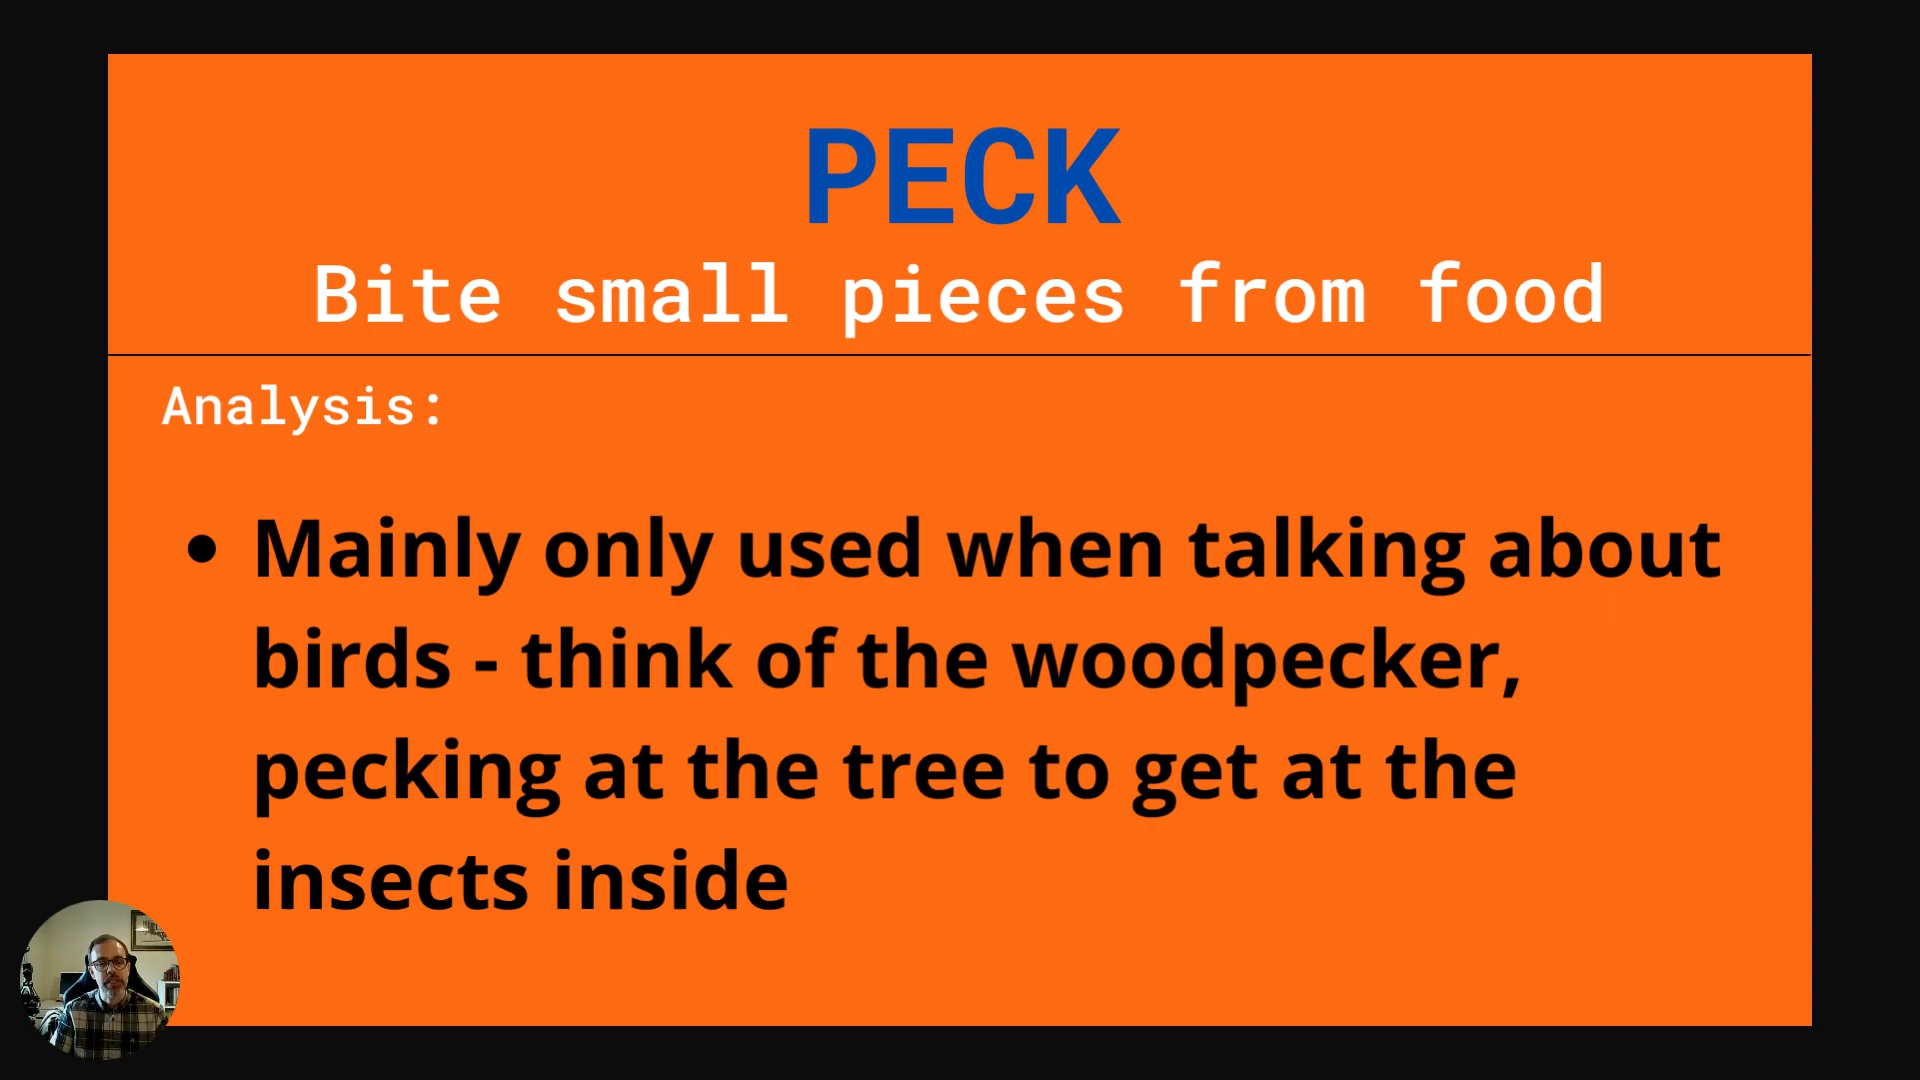 PECK
Bite small pieces from food
Analysis:
• Mainly only used when talking about
birds - think of the woodpecker,
pecking at the tree to get at the
insects inside